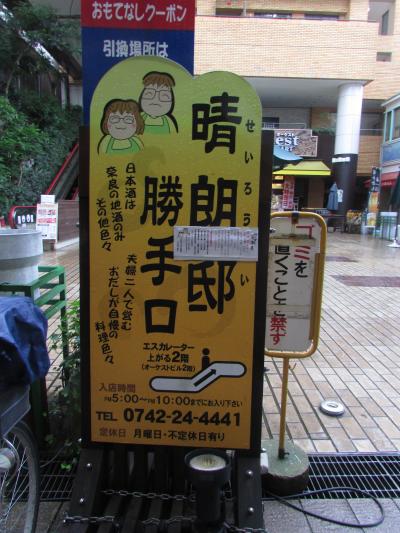 おもてなしクーポン
引換場所は
晴朗邸
せいろうてい
勝手口
日本酒は
奈良の地酒のみ
その他色々
夫婦二人で営む
おだしが自慢の
料理色々
エスカレーター
上がる2階
(オーケストビル2階)
入店時間
PM5:00〜PM10:00までにお入り下さい
TEL 0742-24-4441
定休日 月曜日・不定休日有り
ゴミを
置くことを禁ず
est